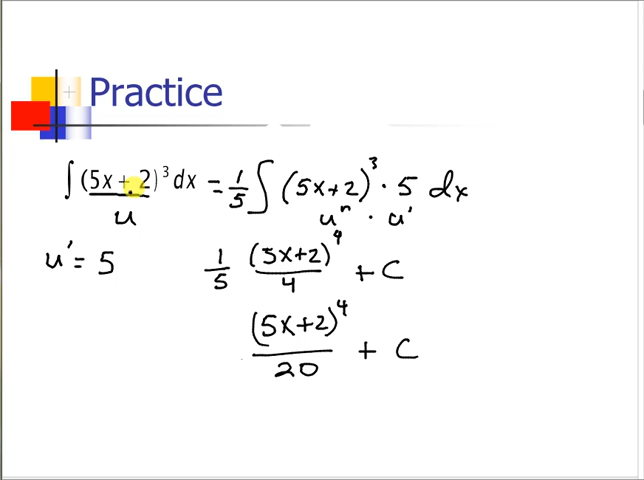 Practice
∫ (5x + 2)³ dx = 1/5 ∫ (5x+2)³ · 5 dx
u
uⁿ · u'
u' = 5
1/5 (5x+2)⁴/4 + C
(5x+2)⁴/20 + C